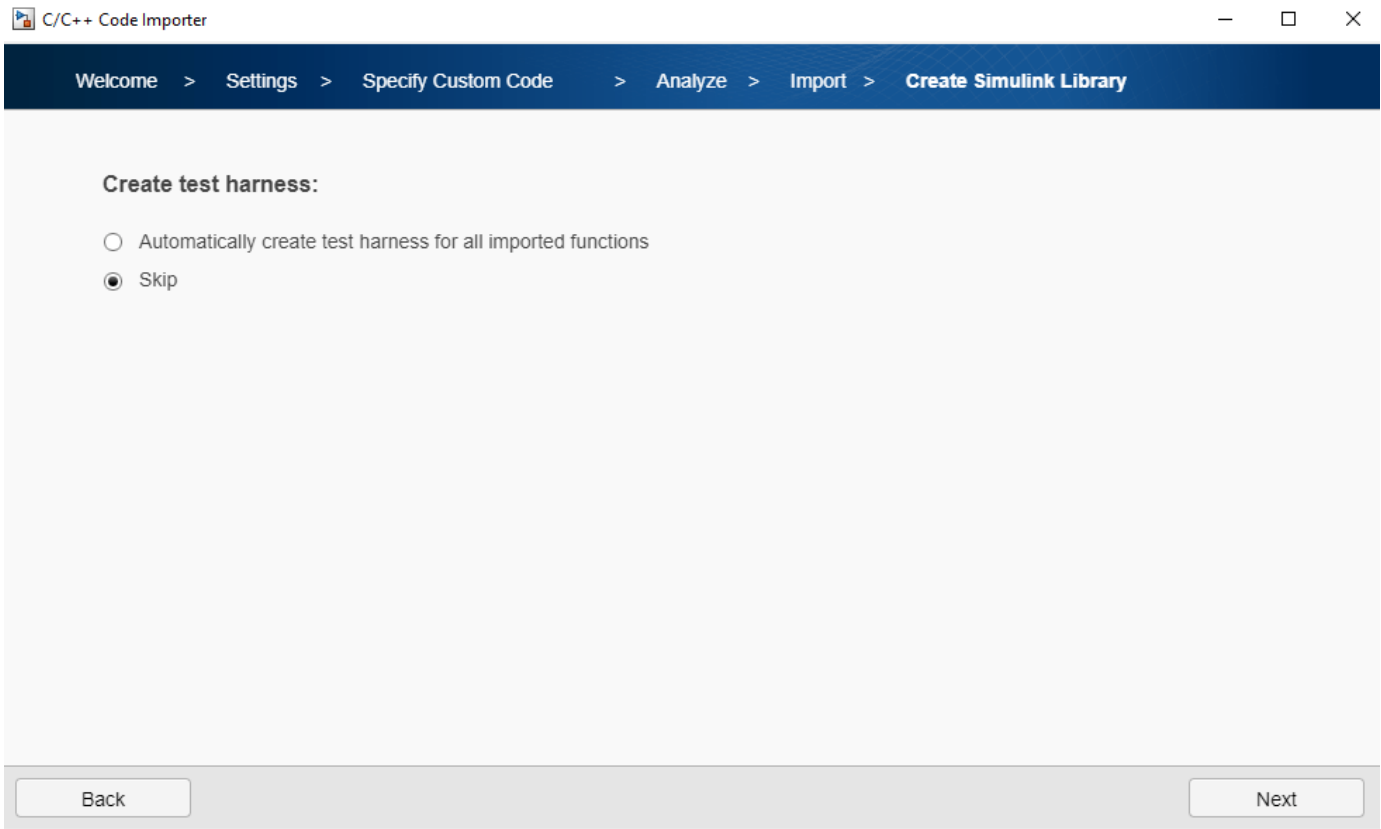 C/C++ Code Importer
Welcome > Settings > Specify Custom Code > Analyze > Import > Create Simulink Library
Create test harness:
Automatically create test harness for all imported functions
Skip
Back Next